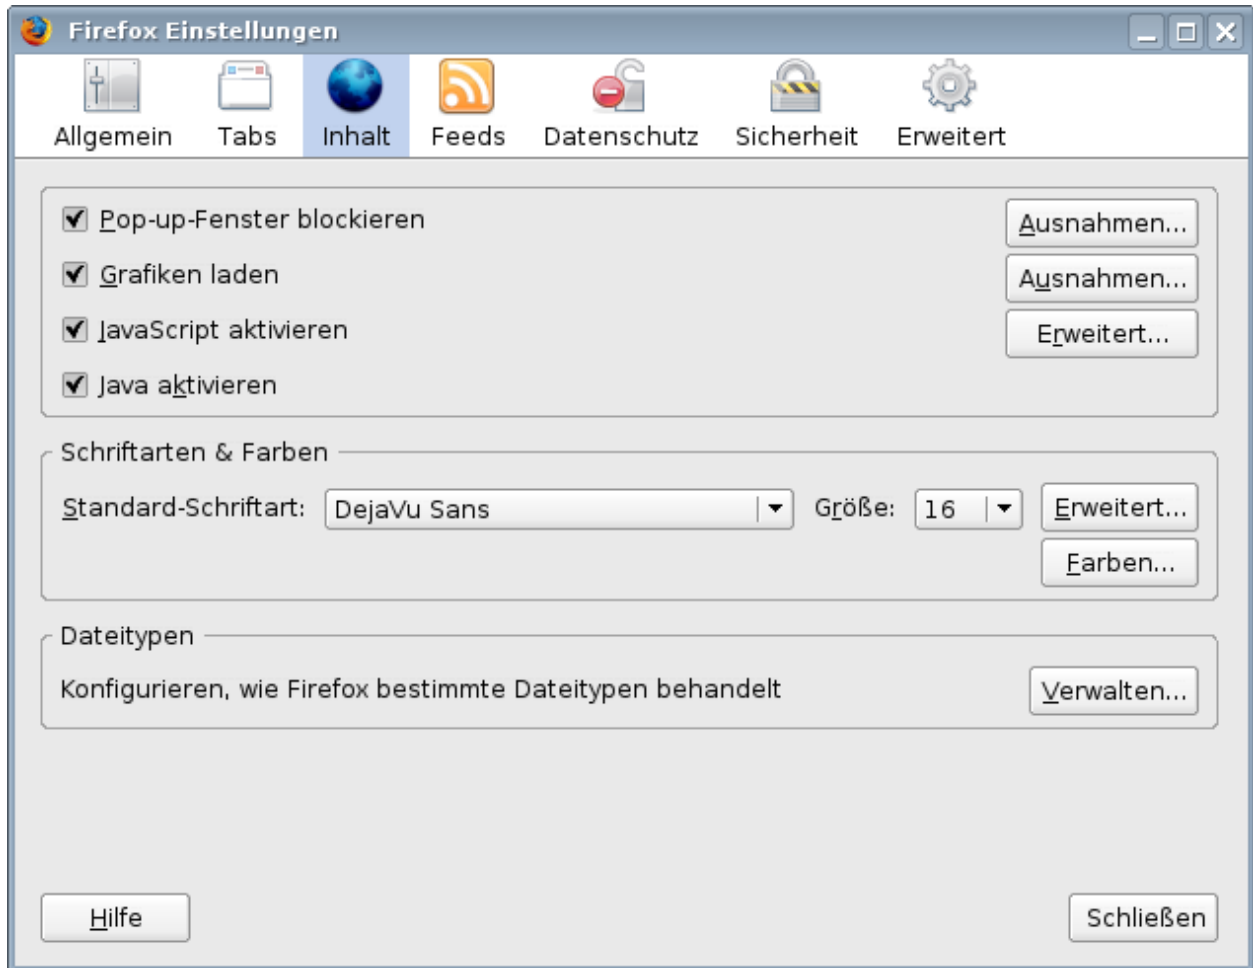 Firefox Einstellungen
Allgemein Tabs Inhalt Feeds Datenschutz Sicherheit Erweitert
Pop-up-Fenster blockieren Ausnahmen...
Grafiken laden Ausnahmen...
JavaScript aktivieren Erweitert...
Java aktivieren
Schriftarten & Farben
Standard-Schriftart: DejaVu Sans Größe: 16 Erweitert...
Farben...
Dateitypen
Konfigurieren, wie Firefox bestimmte Dateitypen behandelt Verwalten...
Hilfe Schließen